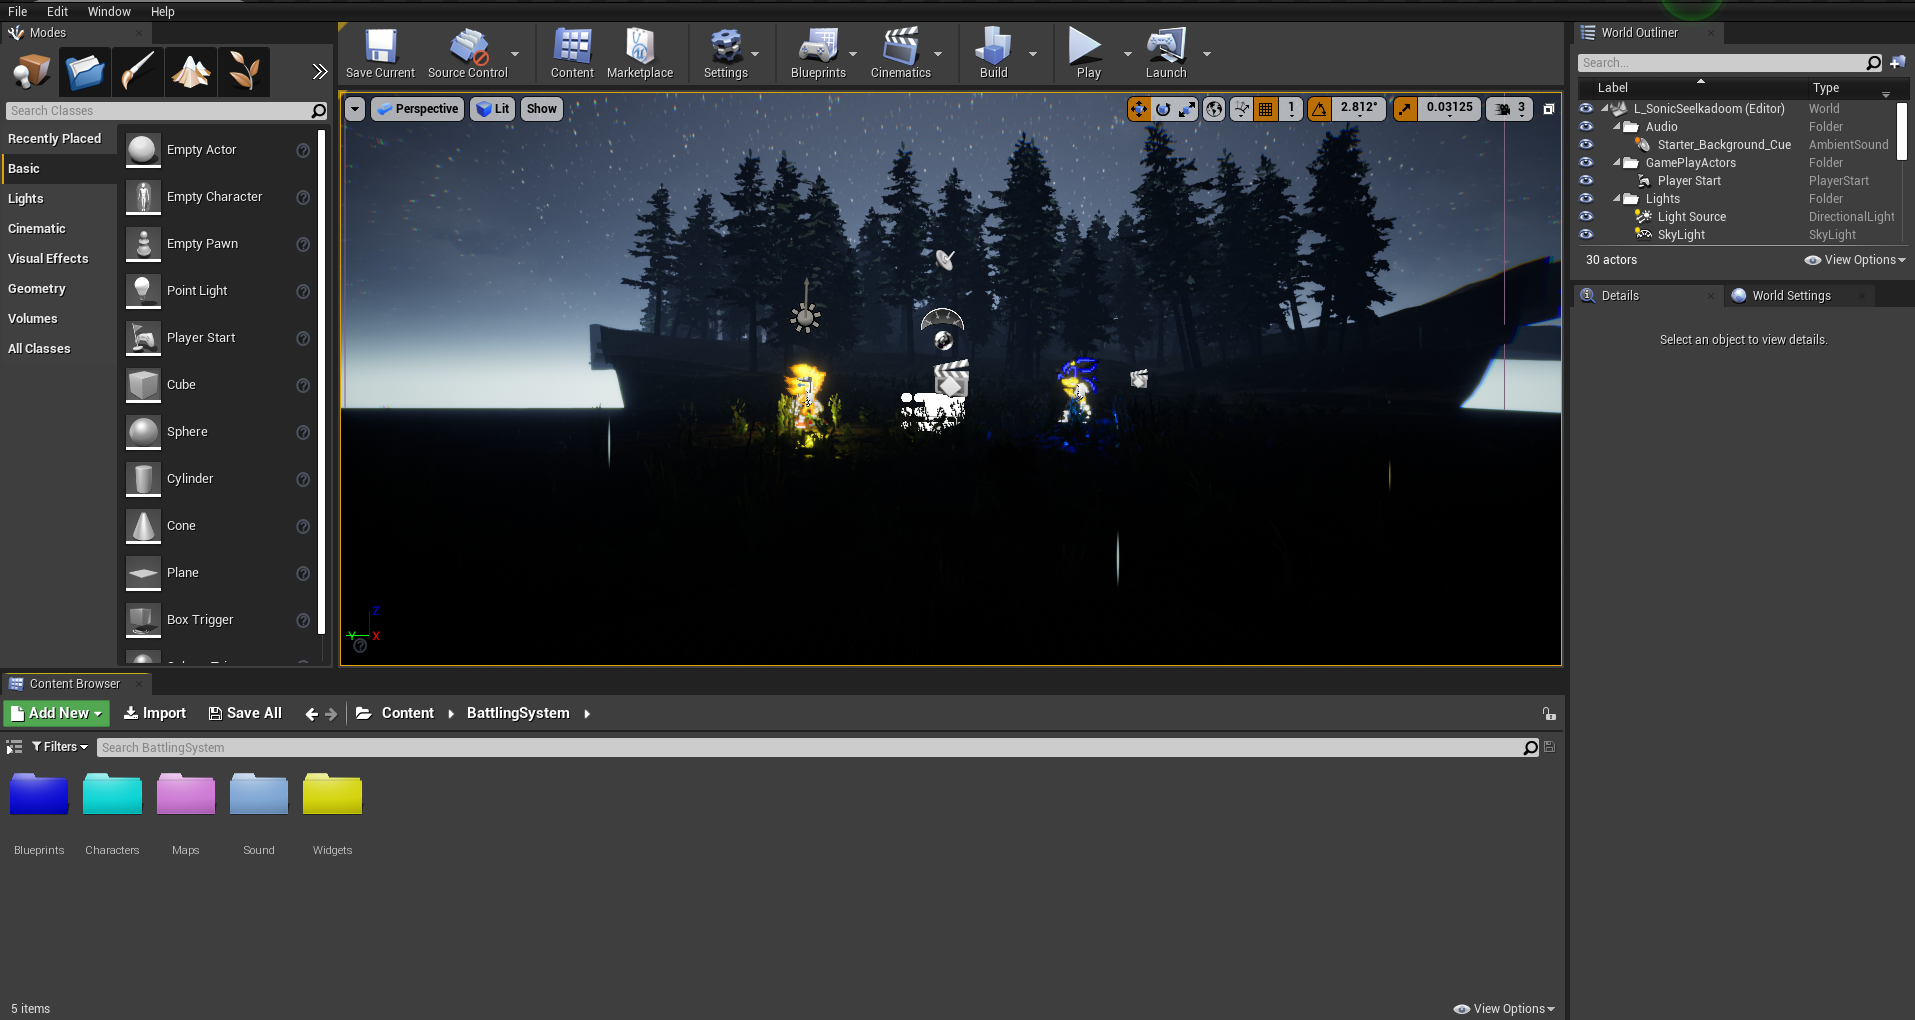 File Edit Window Help
Modes
Save Current Source Control Content Marketplace Settings Blueprints Cinematics Build Play Launch
Search Classes
Recently Placed
Basic
Lights
Cinematic
Visual Effects
Geometry
Volumes
All Classes
Empty Actor
Empty Character
Empty Pawn
Point Light
Player Start
Cube
Sphere
Cylinder
Cone
Plane
Box Trigger
Perspective Lit Show
1 2.812° 0.03125 3
Z
Y X
World Outliner
Search...
Label Type
L_SonicSeelkadoom (Editor) World
Audio Folder
Starter_Background_Cue AmbientSound
GamePlayActors Folder
Player Start PlayerStart
Lights Folder
Light Source DirectionalLight
SkyLight SkyLight
30 actors View Options
Details World Settings
Select an object to view details.
Content Browser
Add New Import Save All Content BattlingSystem
Filters Search BattlingSystem
Blueprints Characters Maps Sound Widgets
5 items View Options